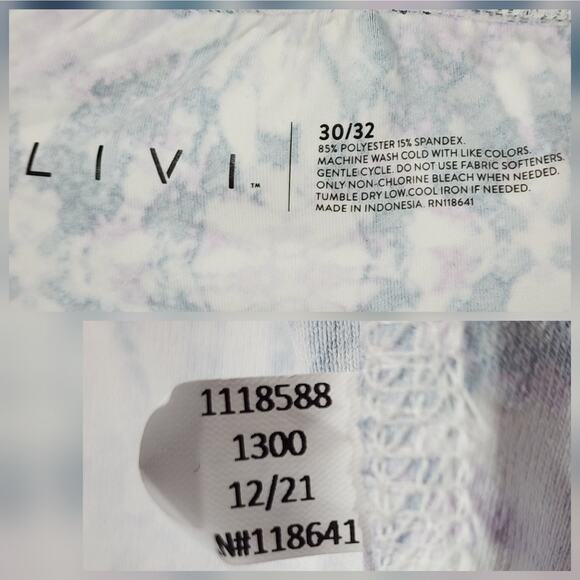 LIVI™
30/32
85% POLYESTER 15% SPANDEX.
MACHINE WASH COLD WITH LIKE COLORS.
GENTLE CYCLE. DO NOT USE FABRIC SOFTENERS.
ONLY NON-CHLORINE BLEACH WHEN NEEDED.
TUMBLE DRY LOW. COOL IRON IF NEEDED.
MADE IN INDONESIA. RN118641
1118588
1300
12/21
N#118641